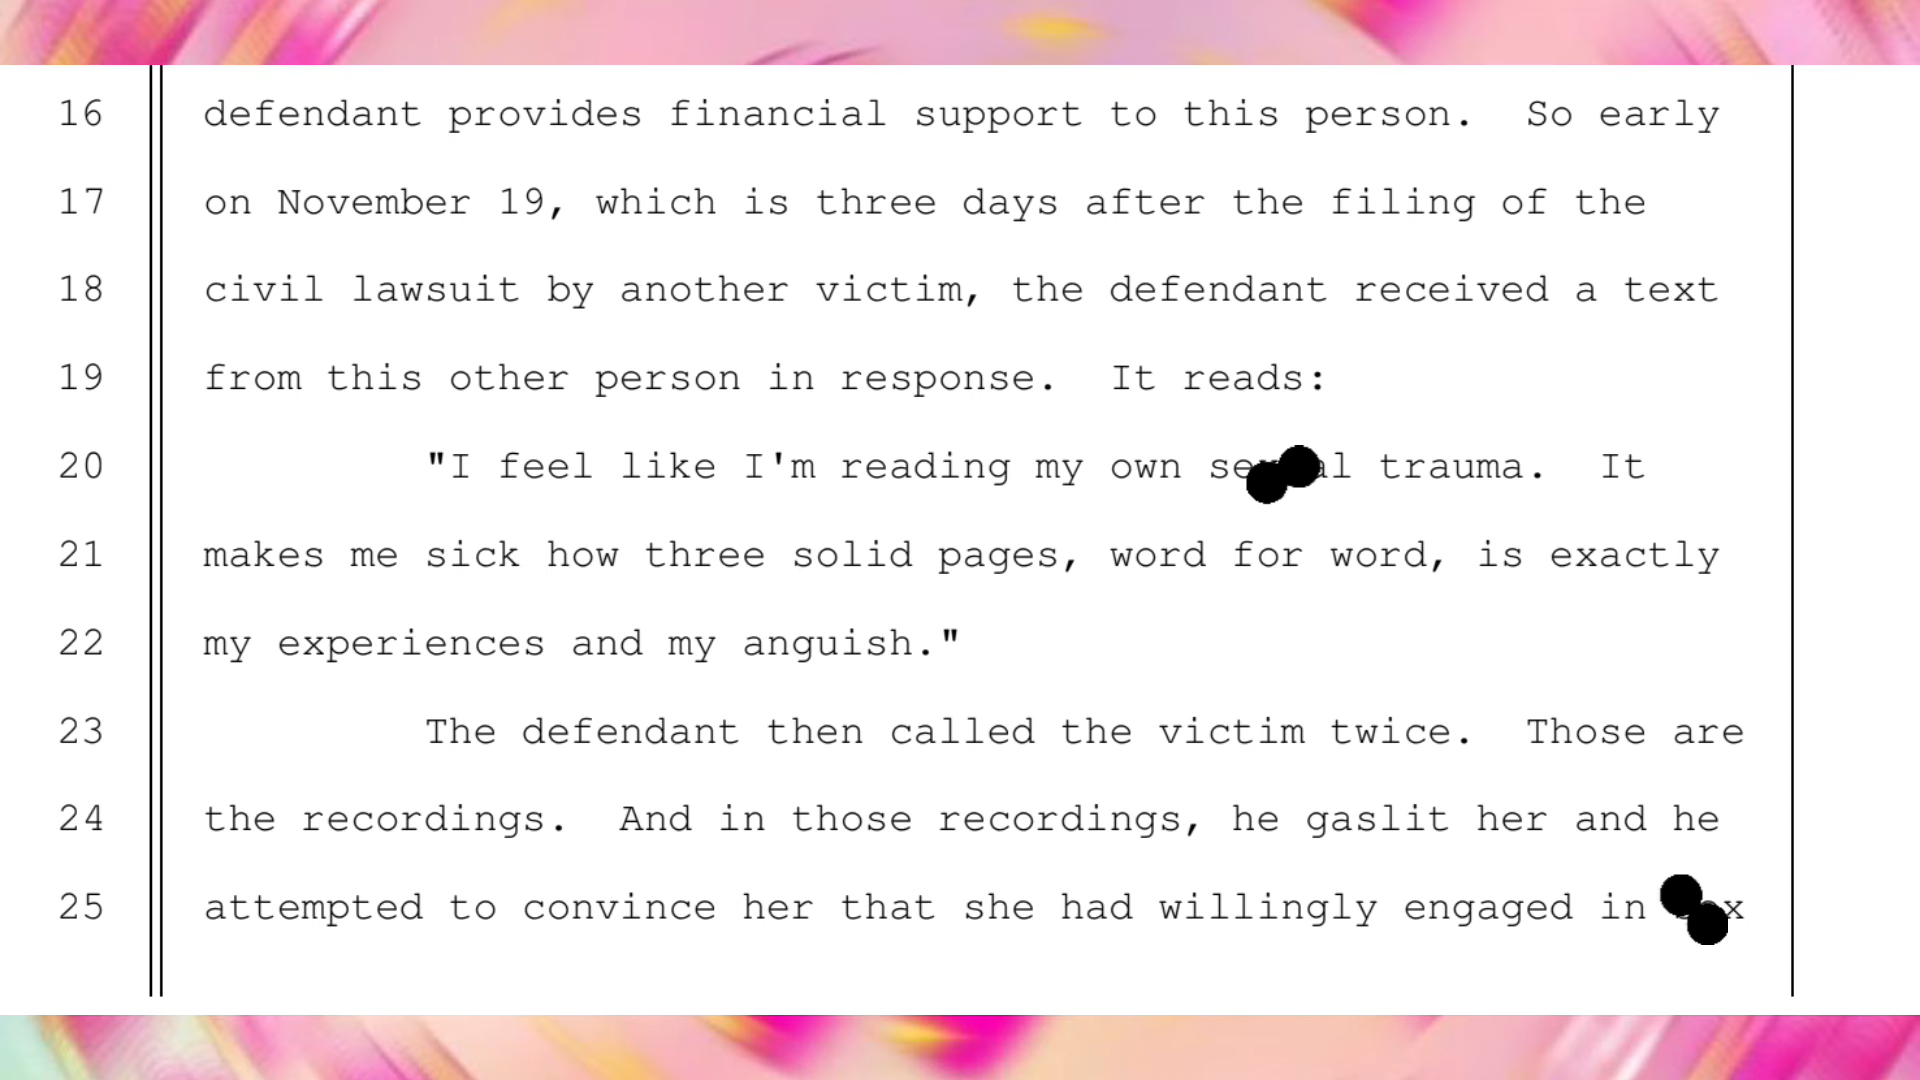 16 defendant provides financial support to this person. So early
17 on November 19, which is three days after the filing of the
18 civil lawsuit by another victim, the defendant received a text
19 from this other person in response. It reads:
20 "I feel like I'm reading my own trauma. It
21 makes me sick how three solid pages, word for word, is exactly
22 my experiences and my anguish."
23 The defendant then called the victim twice. Those are
24 the recordings. And in those recordings, he gaslit her and he
25 attempted to convince her that she had willingly engaged in